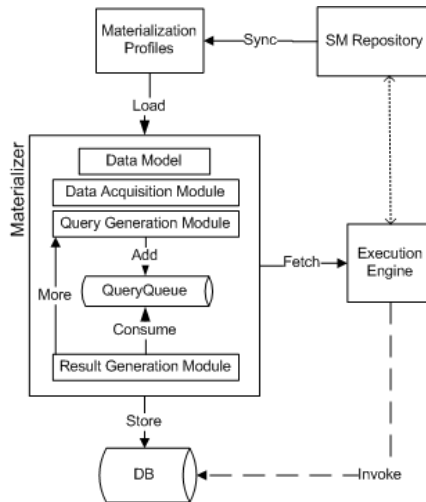 Materialization
Profiles
Sync
SM Repository
Load
Materializer
Data Model
Data Acquisition Module
Query Generation Module
Add
QueryQueue
More
Consume
Result Generation Module
Fetch
Execution
Engine
Store
DB
Invoke